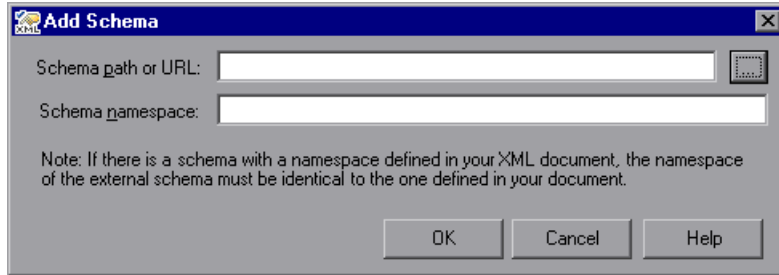 XML Add Schema
Schema path or URL: ...
Schema namespace:
Note: If there is a schema with a namespace defined in your XML document, the namespace
of the external schema must be identical to the one defined in your document.
OK Cancel Help